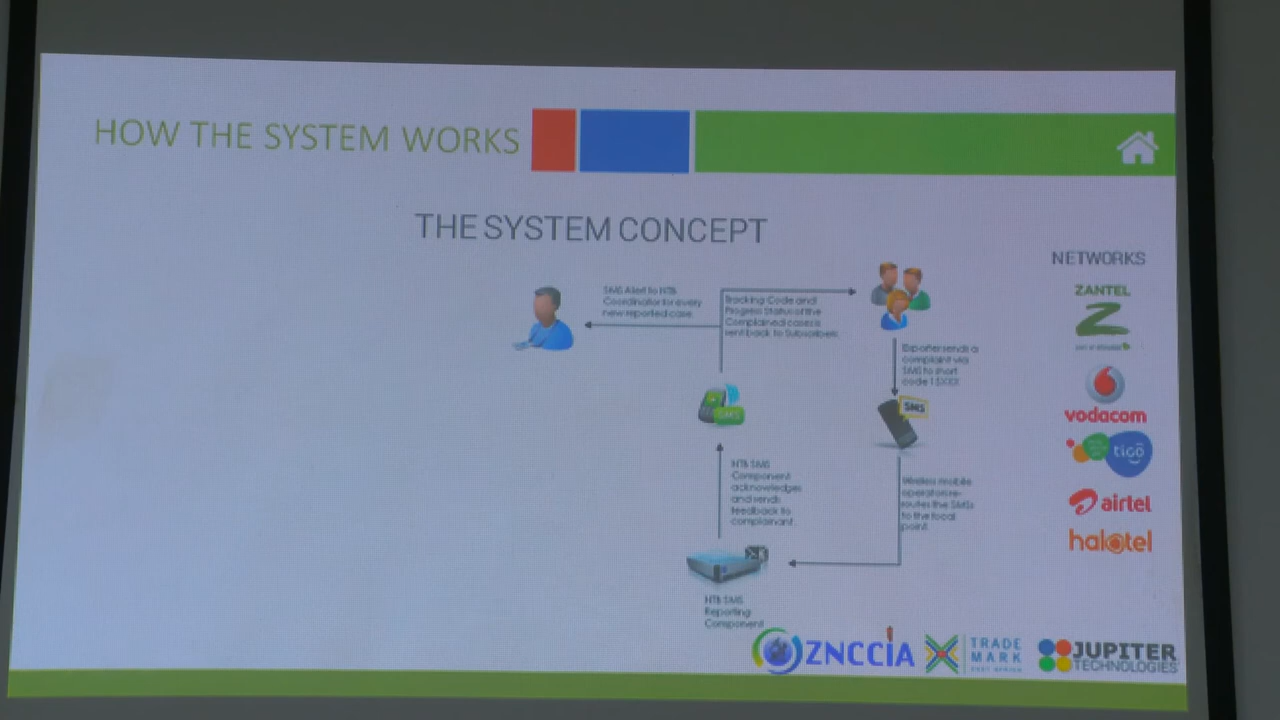 HOW THE SYSTEM WORKS
THE SYSTEM CONCEPT
NETWORKS
SMS Alert to NTB
Coordinator for every
new reported case.
Tracking Code and
Progress Status of the
Complained cases is
sent back to Subscribers.
ZANTEL
Exporter sends a
complaint via
SMS to short
code
vodacom
SMS
SMS
tigo
NTB SMS
Component
acknowledges
and sends
feedback to
complainant.
Wireless mobile
operator re-
routes the SMS
to the focal
point.
airtel
halotel
NTB SMS
Reporting
Component
ZNCCIA
TRADE
MARK
EAST AFRICA
JUPITER
TECHNOLOGIES